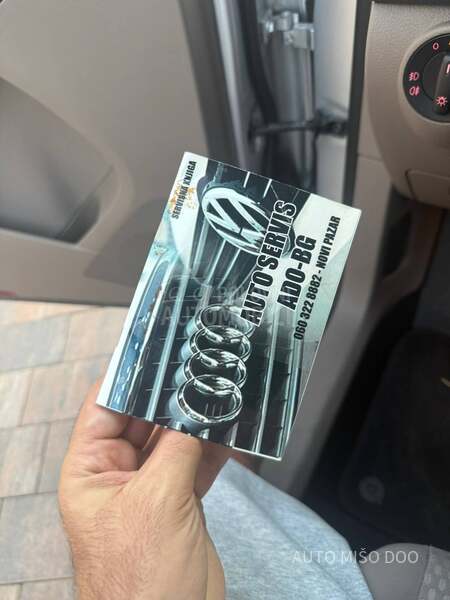 SERVISNA KNJIGA
AUTO SERVIS
ADO-BG
060 322 8882 - NOVI PAZAR
AUTO MIŠO DOO